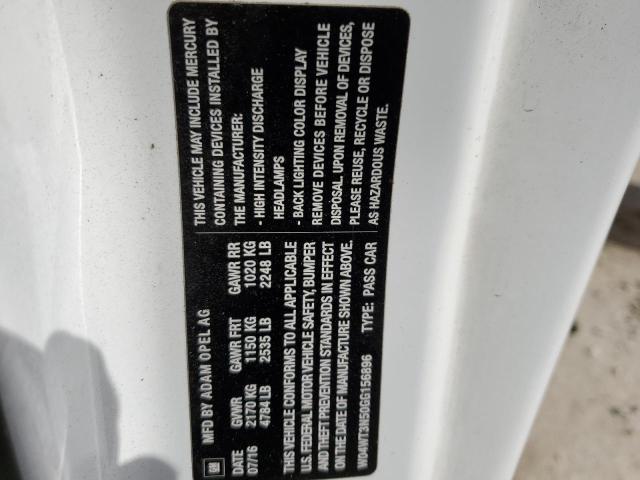 GM
MFD BY ADAM OPEL AG
DATE GVWR GAWR FRT GAWR RR
07/16 2170 KG 1150 KG 1020 KG
4784 LB 2535 LB 2248 LB
THIS VEHICLE CONFORMS TO ALL APPLICABLE
U.S. FEDERAL MOTOR VEHICLE SAFETY, BUMPER
AND THEFT PREVENTION STANDARDS IN EFFECT
ON THE DATE OF MANUFACTURE SHOWN ABOVE.
W04WT3N50GG156896 TYPE: PASS CAR
THIS VEHICLE MAY INCLUDE MERCURY
CONTAINING DEVICES INSTALLED BY
THE MANUFACTURER:
- HIGH INTENSITY DISCHARGE
HEADLAMPS
- BACK LIGHTING COLOR DISPLAY
REMOVE DEVICES BEFORE VEHICLE
DISPOSAL UPON REMOVAL OF DEVICES,
PLEASE REUSE, RECYCLE OR DISPOSE
AS HAZARDOUS WASTE.